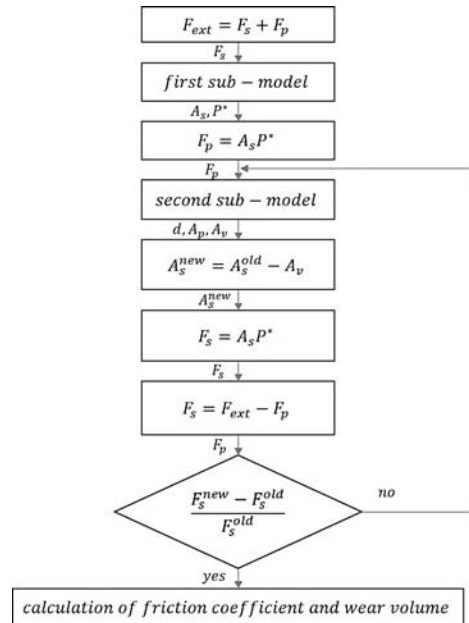 F_ext = F_s + F_p
F_s
first sub − model
A_s, P*
F_p = A_s P*
F_p
second sub − model
d, A_p, A_v
A_s^new = A_s^old − A_v
A_s^new
F_s = A_s P*
F_s
F_s = F_ext − F_p
F_p
F_s^new − F_s^old
F_s^old
no
yes
calculation of friction coefficient and wear volume